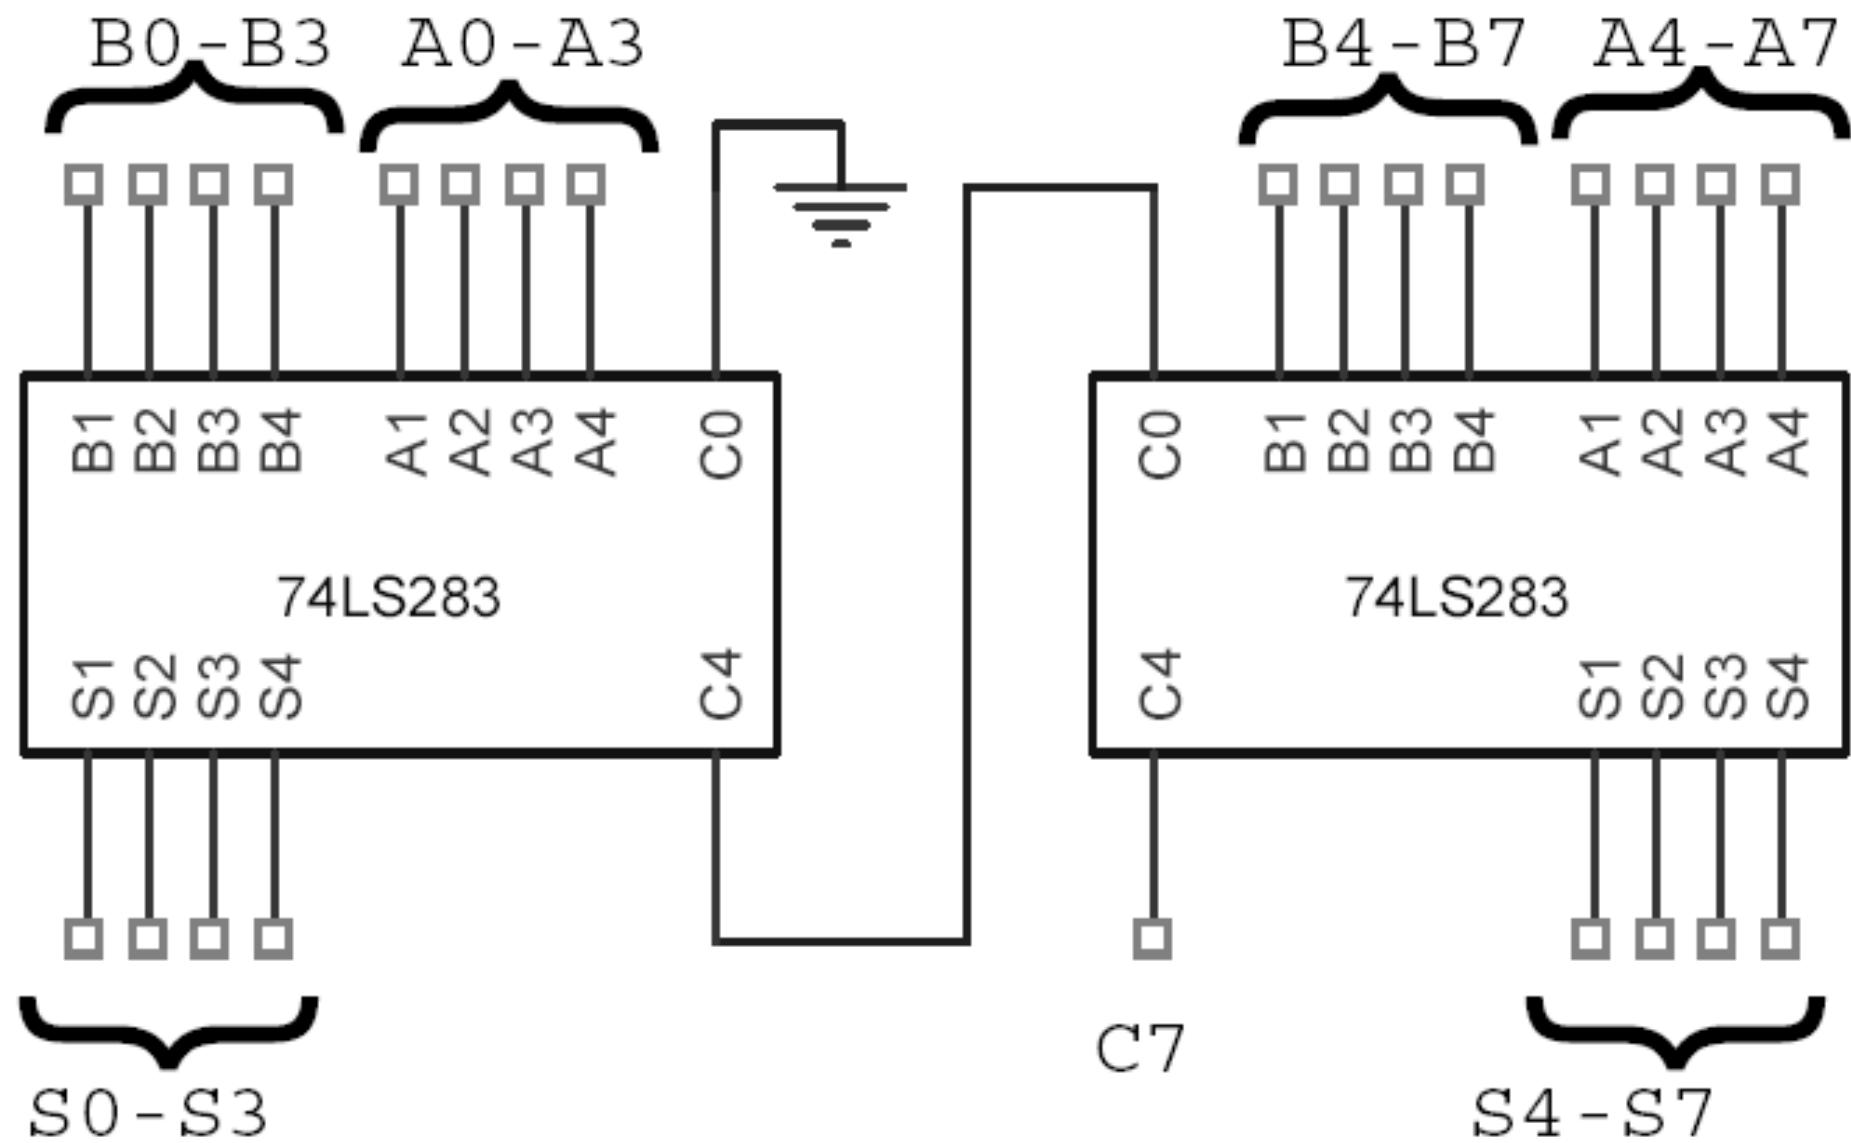 B0-B3 A0-A3 B4-B7 A4-A7
B1 B2 B3 B4 A1 A2 A3 A4 C0 C0 B1 B2 B3 B4 A1 A2 A3 A4
74LS283 74LS283
S1 S2 S3 S4 C4 C4 S1 S2 S3 S4
C7
S0-S3 S4-S7